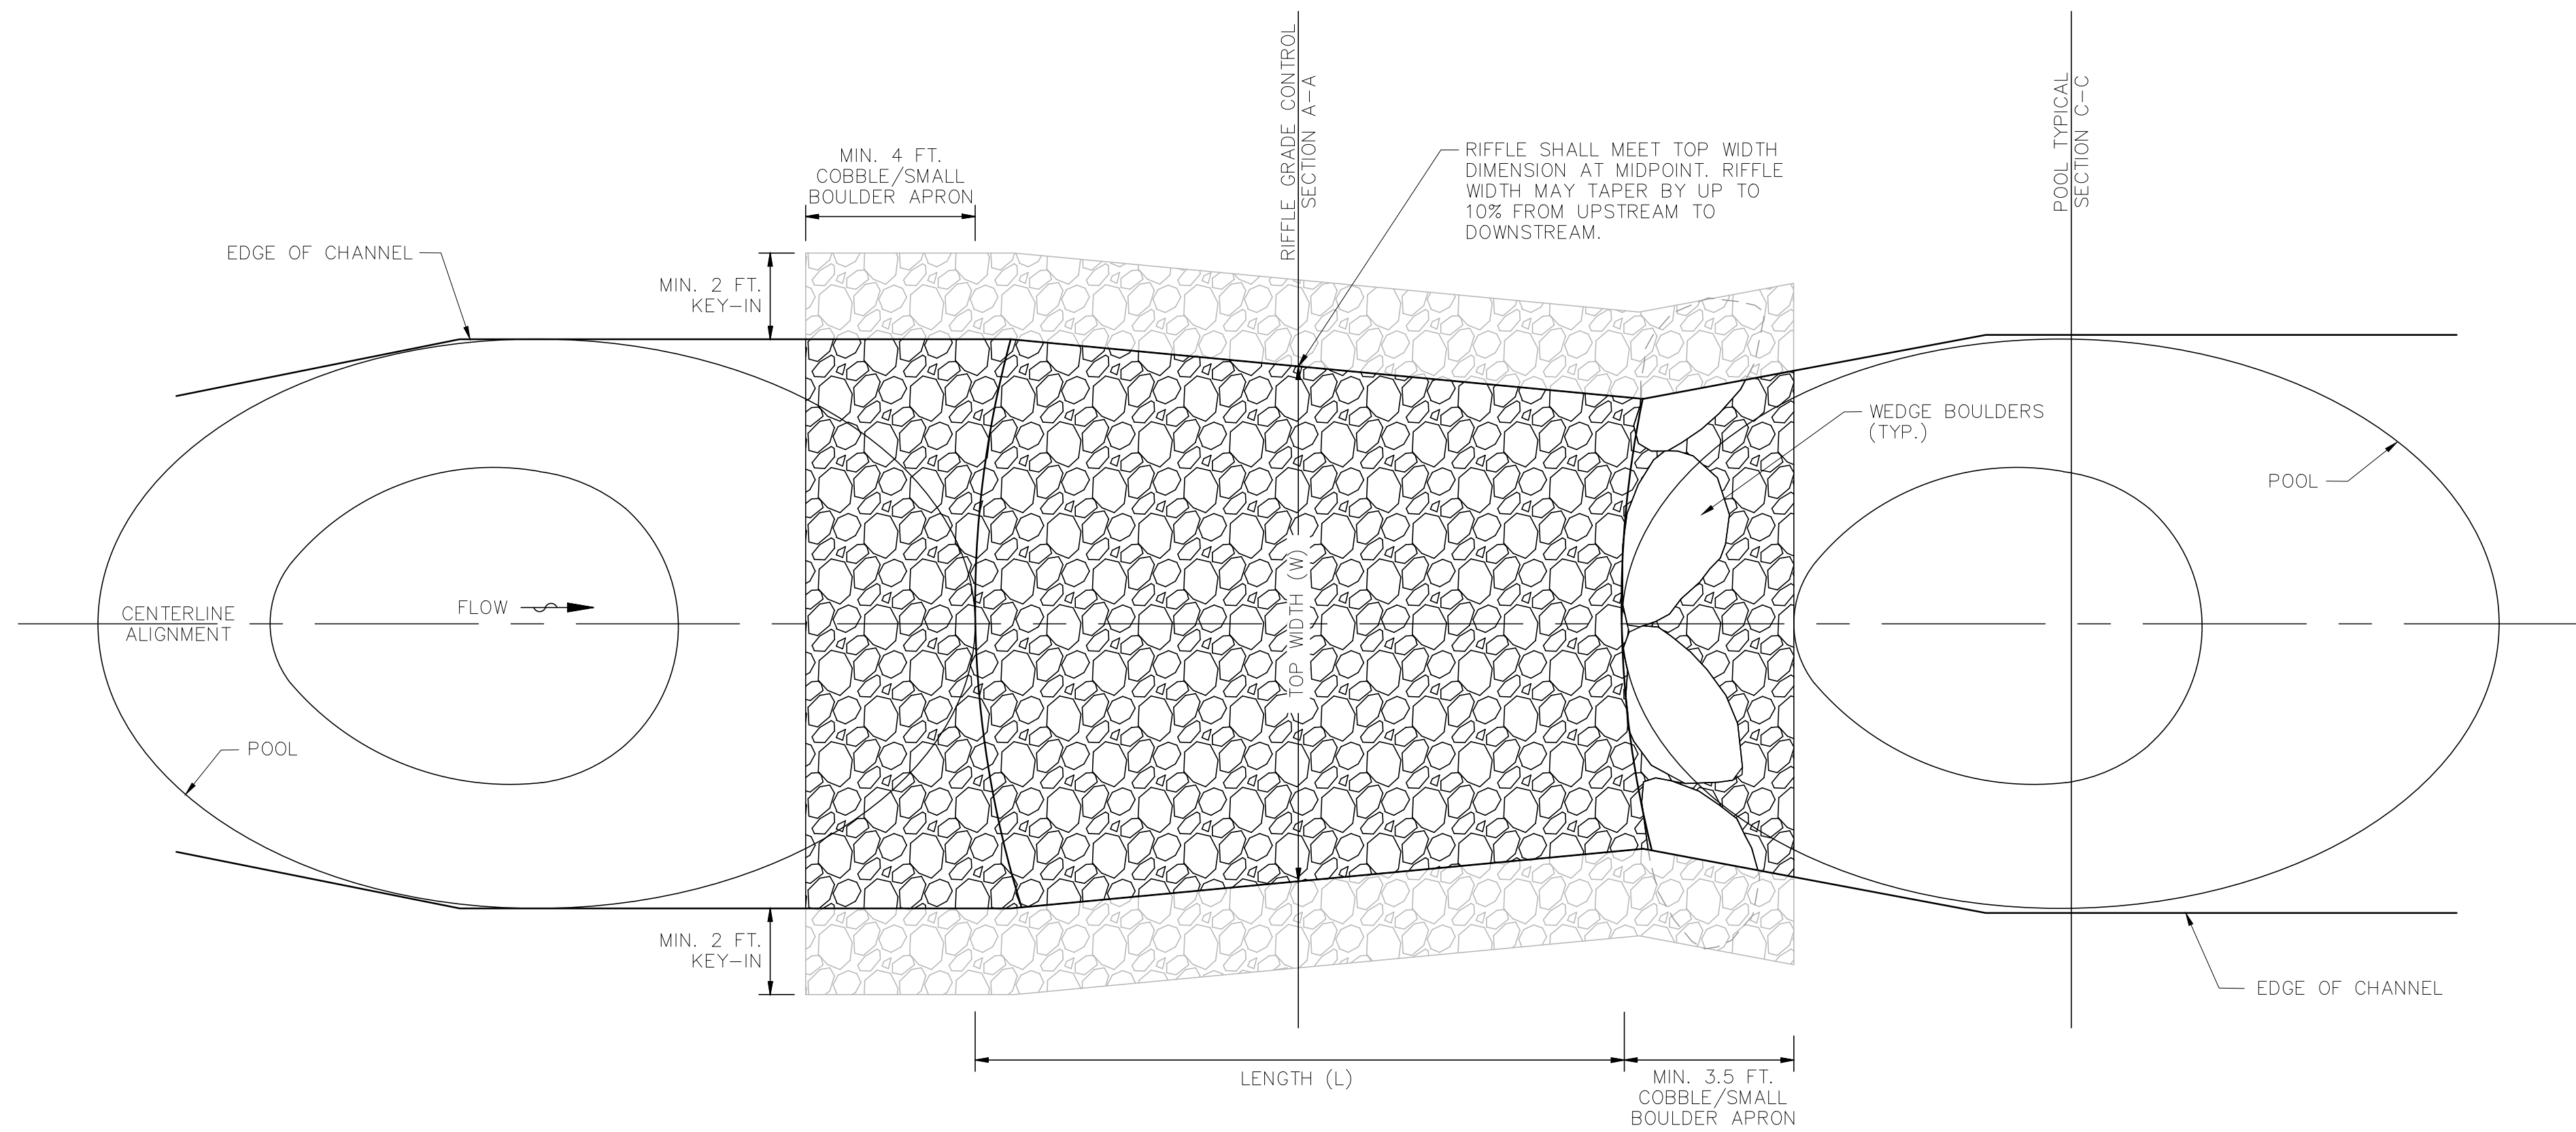 RIFFLE GRADE CONTROL
SECTION A-A
POOL TYPICAL
SECTION C-C
MIN. 4 FT.
COBBLE/SMALL
BOULDER APRON
RIFFLE SHALL MEET TOP WIDTH
DIMENSION AT MIDPOINT. RIFFLE
WIDTH MAY TAPER BY UP TO
10% FROM UPSTREAM TO
DOWNSTREAM.
EDGE OF CHANNEL
MIN. 2 FT.
KEY-IN
WEDGE BOULDERS
(TYP.)
POOL
CENTERLINE
ALIGNMENT
FLOW
TOP WIDTH (W)
POOL
MIN. 2 FT.
KEY-IN
EDGE OF CHANNEL
LENGTH (L)
MIN. 3.5 FT.
COBBLE/SMALL
BOULDER APRON